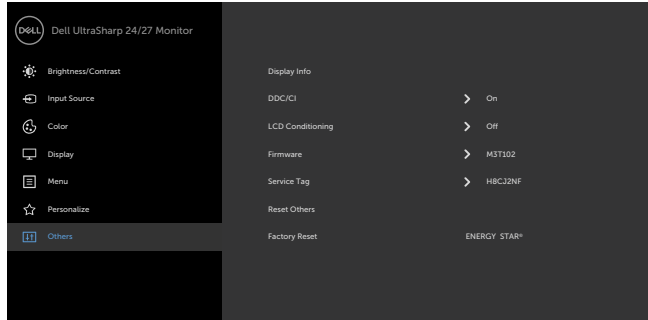 DELL Dell UltraSharp 24/27 Monitor
Brightness/Contrast Display Info
Input Source DDC/CI On
Color LCD Conditioning Off
Display Firmware M3T102
Menu Service Tag H8CJ2NF
Personalize Reset Others
Others Factory Reset ENERGY STAR®